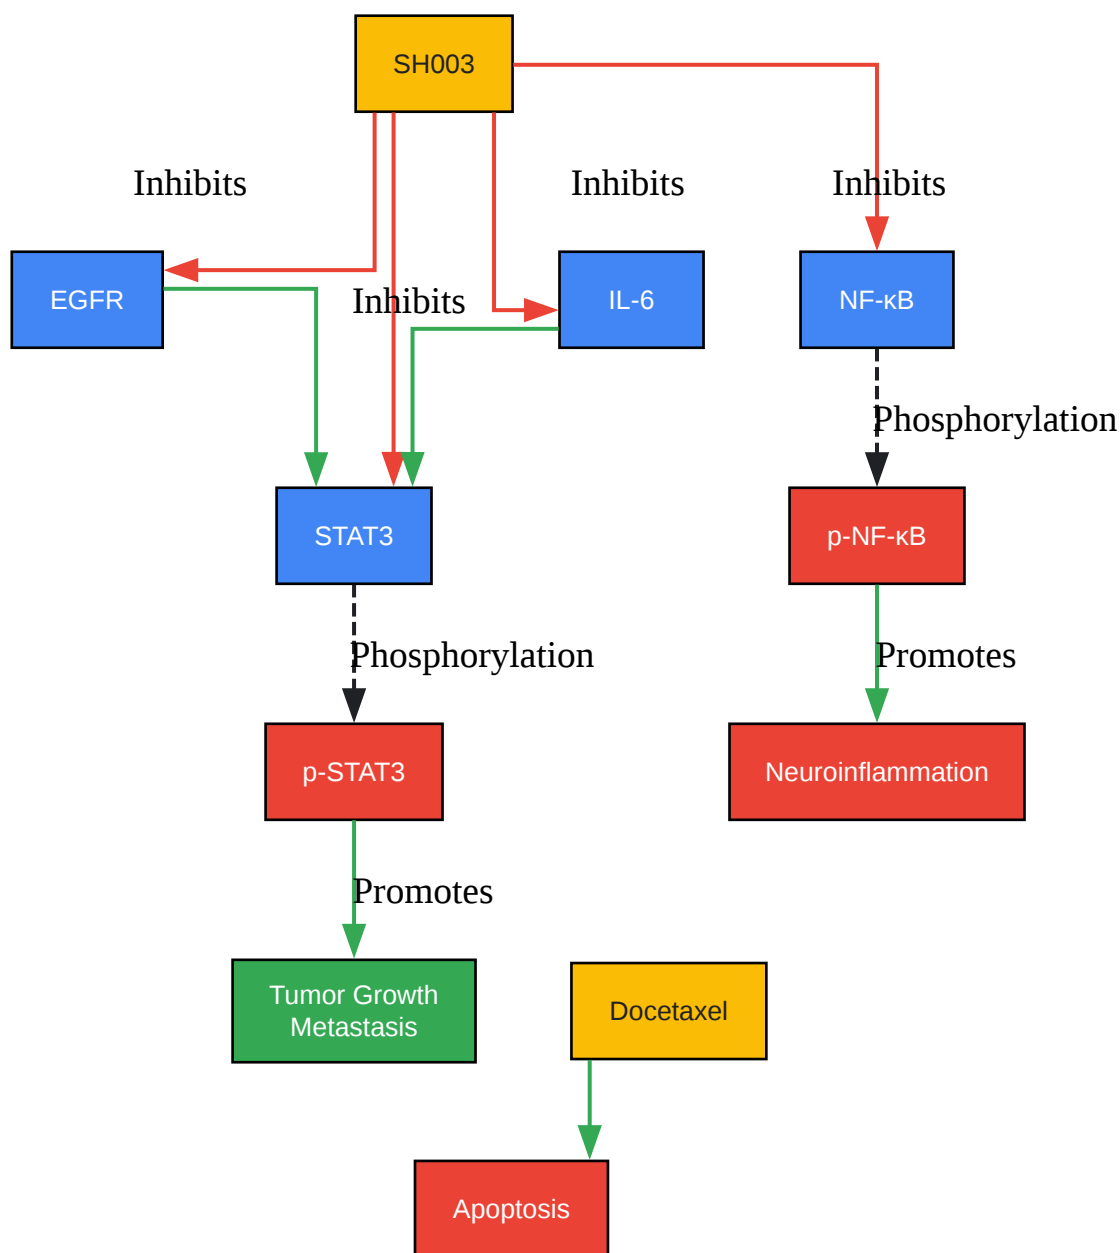 SH003
Inhibits
Inhibits
Inhibits
EGFR
Inhibits
IL-6
NF-κB
Phosphorylation
STAT3
p-NF-κB
Phosphorylation
Promotes
p-STAT3
Neuroinflammation
Promotes
Tumor Growth
Metastasis
Docetaxel
Apoptosis